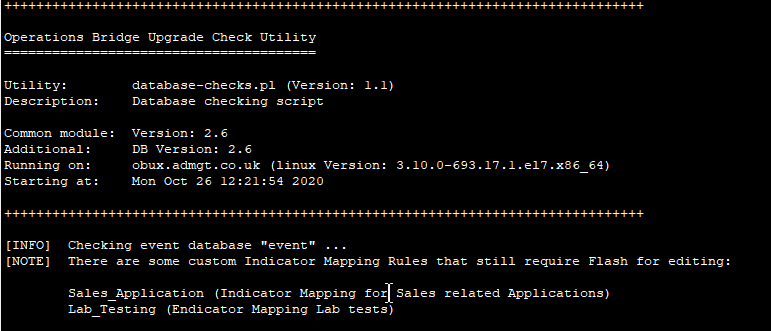 ++++++++++++++++++++++++++++++++++++++++++++++++++++++++++++++++++++++++++++++++
Operations Bridge Upgrade Check Utility
=======================================
Utility: database-checks.pl (Version: 1.1)
Description: Database checking script
Common module: Version: 2.6
Additional: DB Version: 2.6
Running on: obux.admgt.co.uk (linux Version: 3.10.0-693.17.1.el7.x86_64)
Starting at: Mon Oct 26 12:21:54 2020
++++++++++++++++++++++++++++++++++++++++++++++++++++++++++++++++++++++++++++++++
[INFO] Checking event database "event" ...
[NOTE] There are some custom Indicator Mapping Rules that still require Flash for editing:
Sales_Application (Indicator Mapping for Sales related Applications)
Lab_Testing (Endicator Mapping Lab tests)